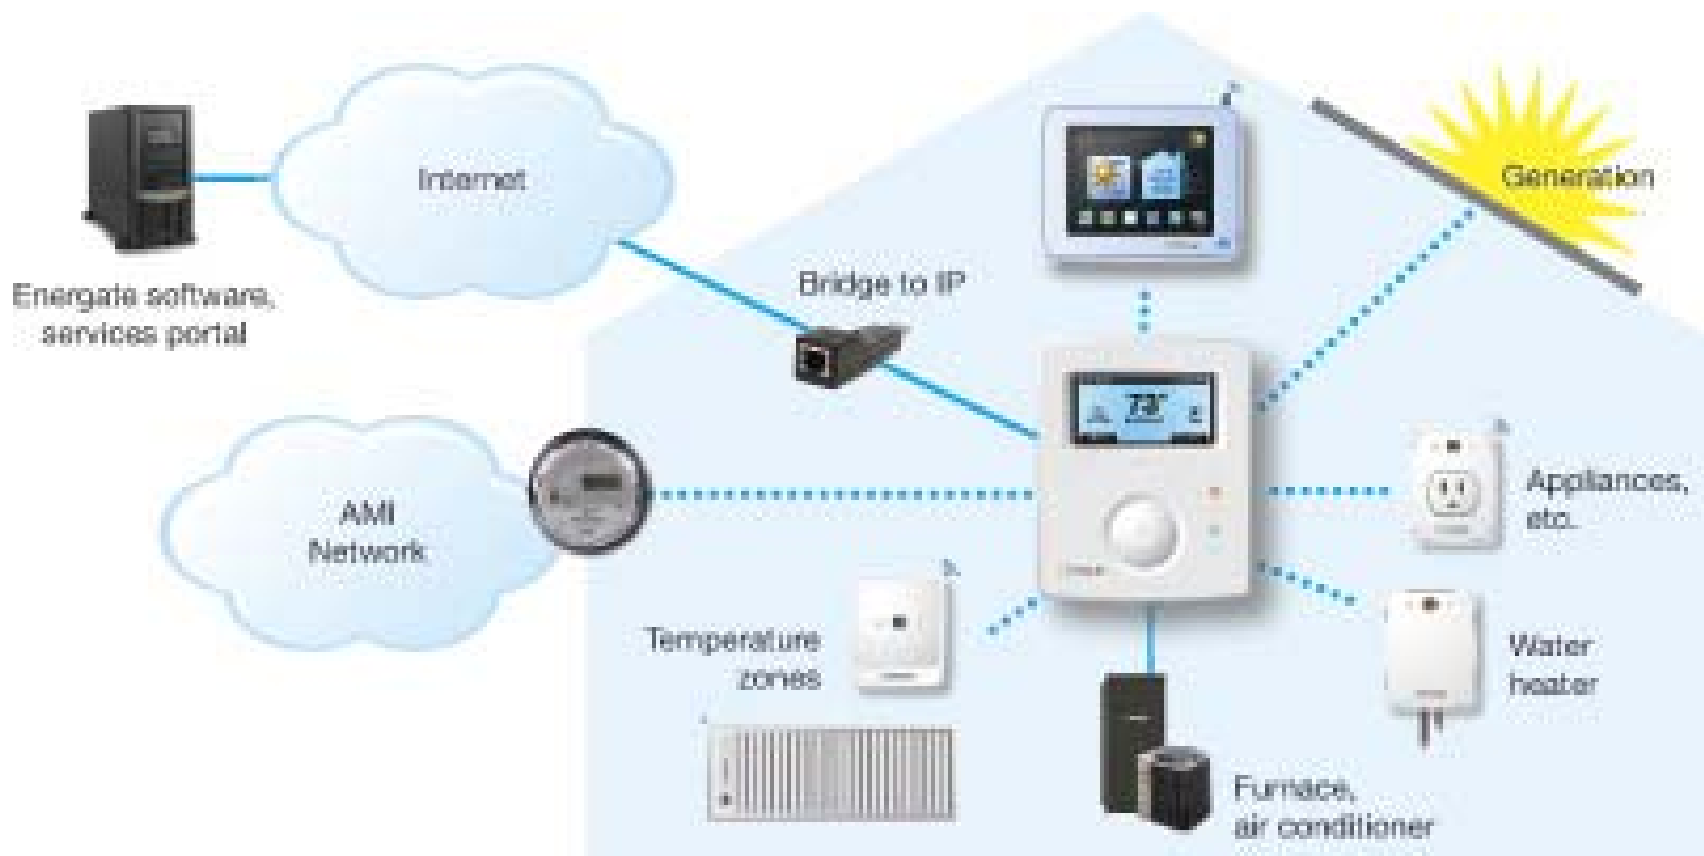 Internet
Generation
Bridge to IP
Energate software,
services portal
Appliances,
etc.
AMI
Network
Temperature
zones
Water
heater
Furnace,
air conditioner